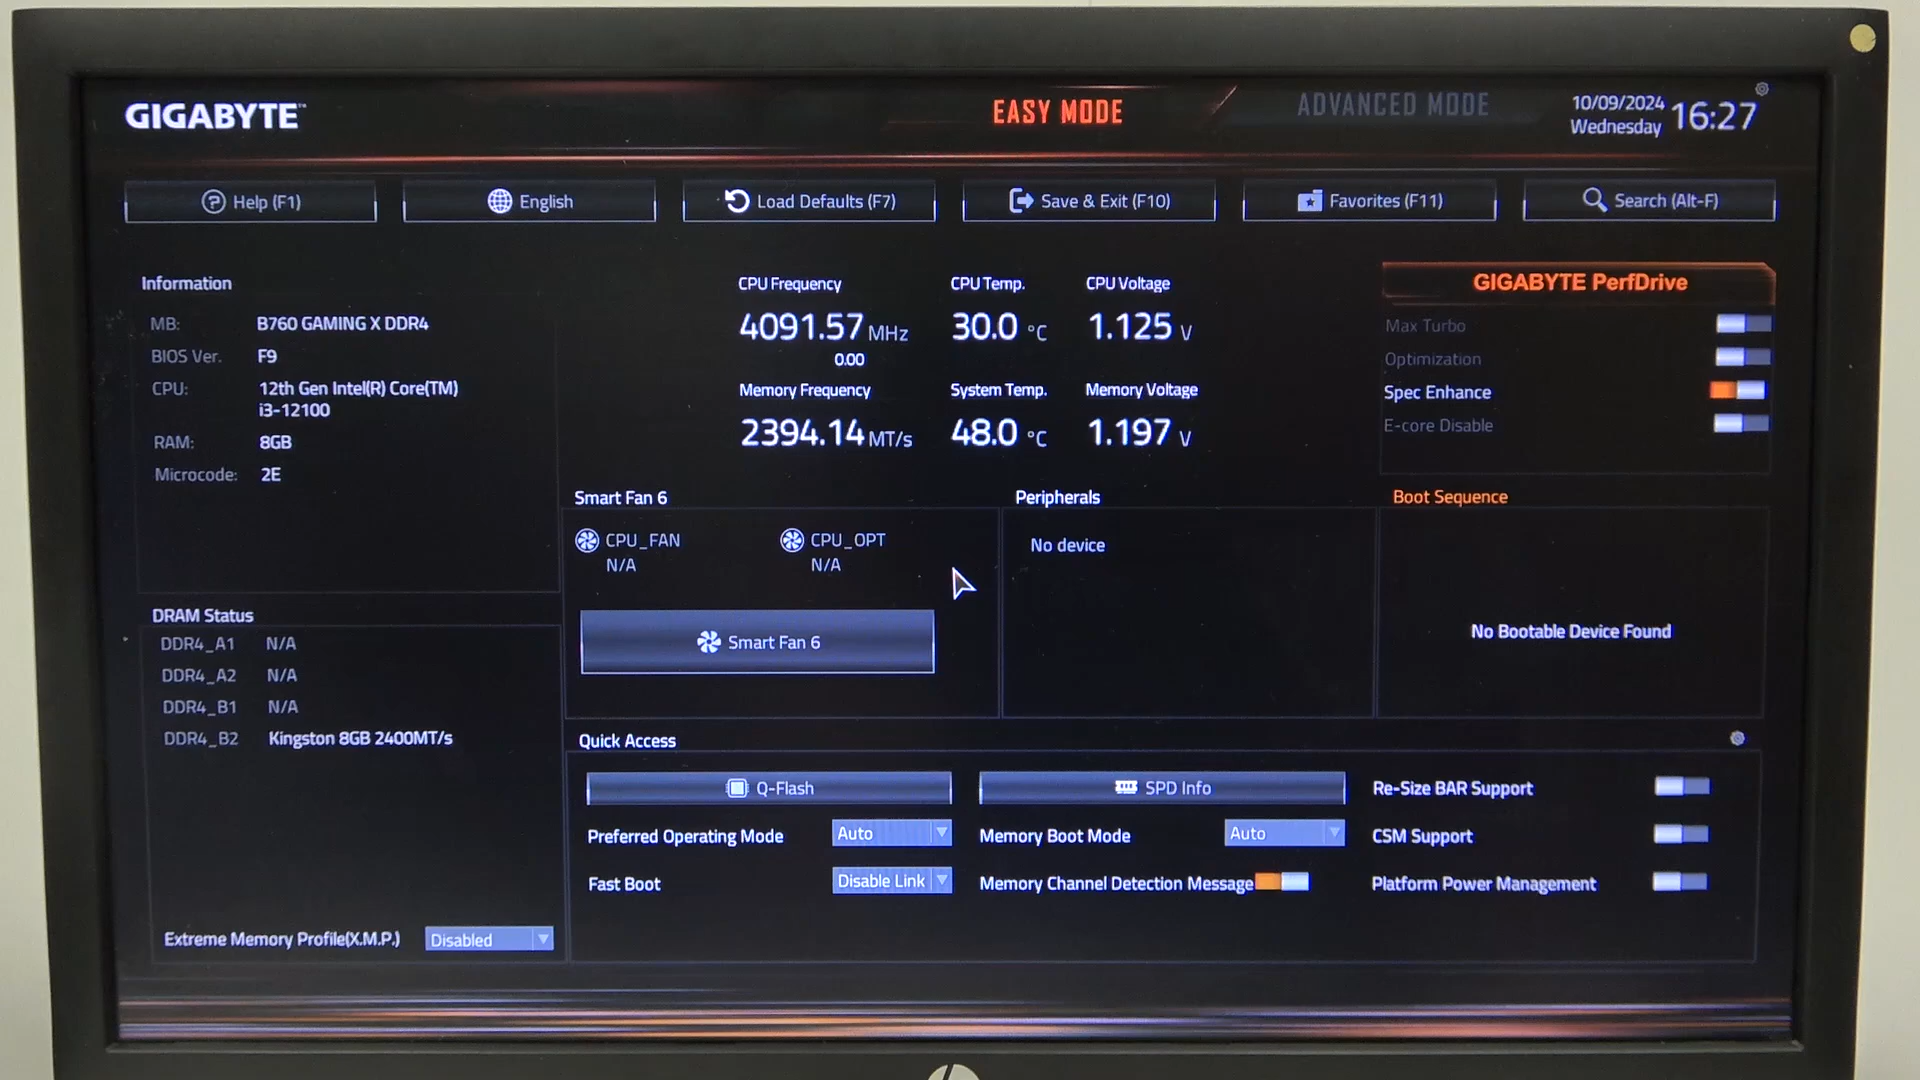 GIGABYTE™
EASY MODE
ADVANCED MODE
10/09/2024
Wednesday
16:27
Help (F1)
English
Load Defaults (F7)
Save & Exit (F10)
Favorites (F11)
Search (Alt-F)
Information
MB: B760 GAMING X DDR4
BIOS Ver. F9
CPU: 12th Gen Intel(R) Core(TM)
i3-12100
RAM: 8GB
Microcode: 2E
CPU Frequency
4091.57 MHz
0.00
CPU Temp.
30.0 °C
CPU Voltage
1.125 V
Memory Frequency
2394.14 MT/s
System Temp.
48.0 °C
Memory Voltage
1.197 V
GIGABYTE PerfDrive
Max Turbo
Optimization
Spec Enhance
E-core Disable
DRAM Status
DDR4_A1 N/A
DDR4_A2 N/A
DDR4_B1 N/A
DDR4_B2 Kingston 8GB 2400MT/s
Extreme Memory Profile(X.M.P.) Disabled
Smart Fan 6
CPU_FAN
N/A
CPU_OPT
N/A
Smart Fan 6
Peripherals
No device
Boot Sequence
No Bootable Device Found
Quick Access
Q-Flash
SPD Info
Re-Size BAR Support
Preferred Operating Mode Auto
Memory Boot Mode Auto
CSM Support
Fast Boot Disable Link
Memory Channel Detection Message
Platform Power Management